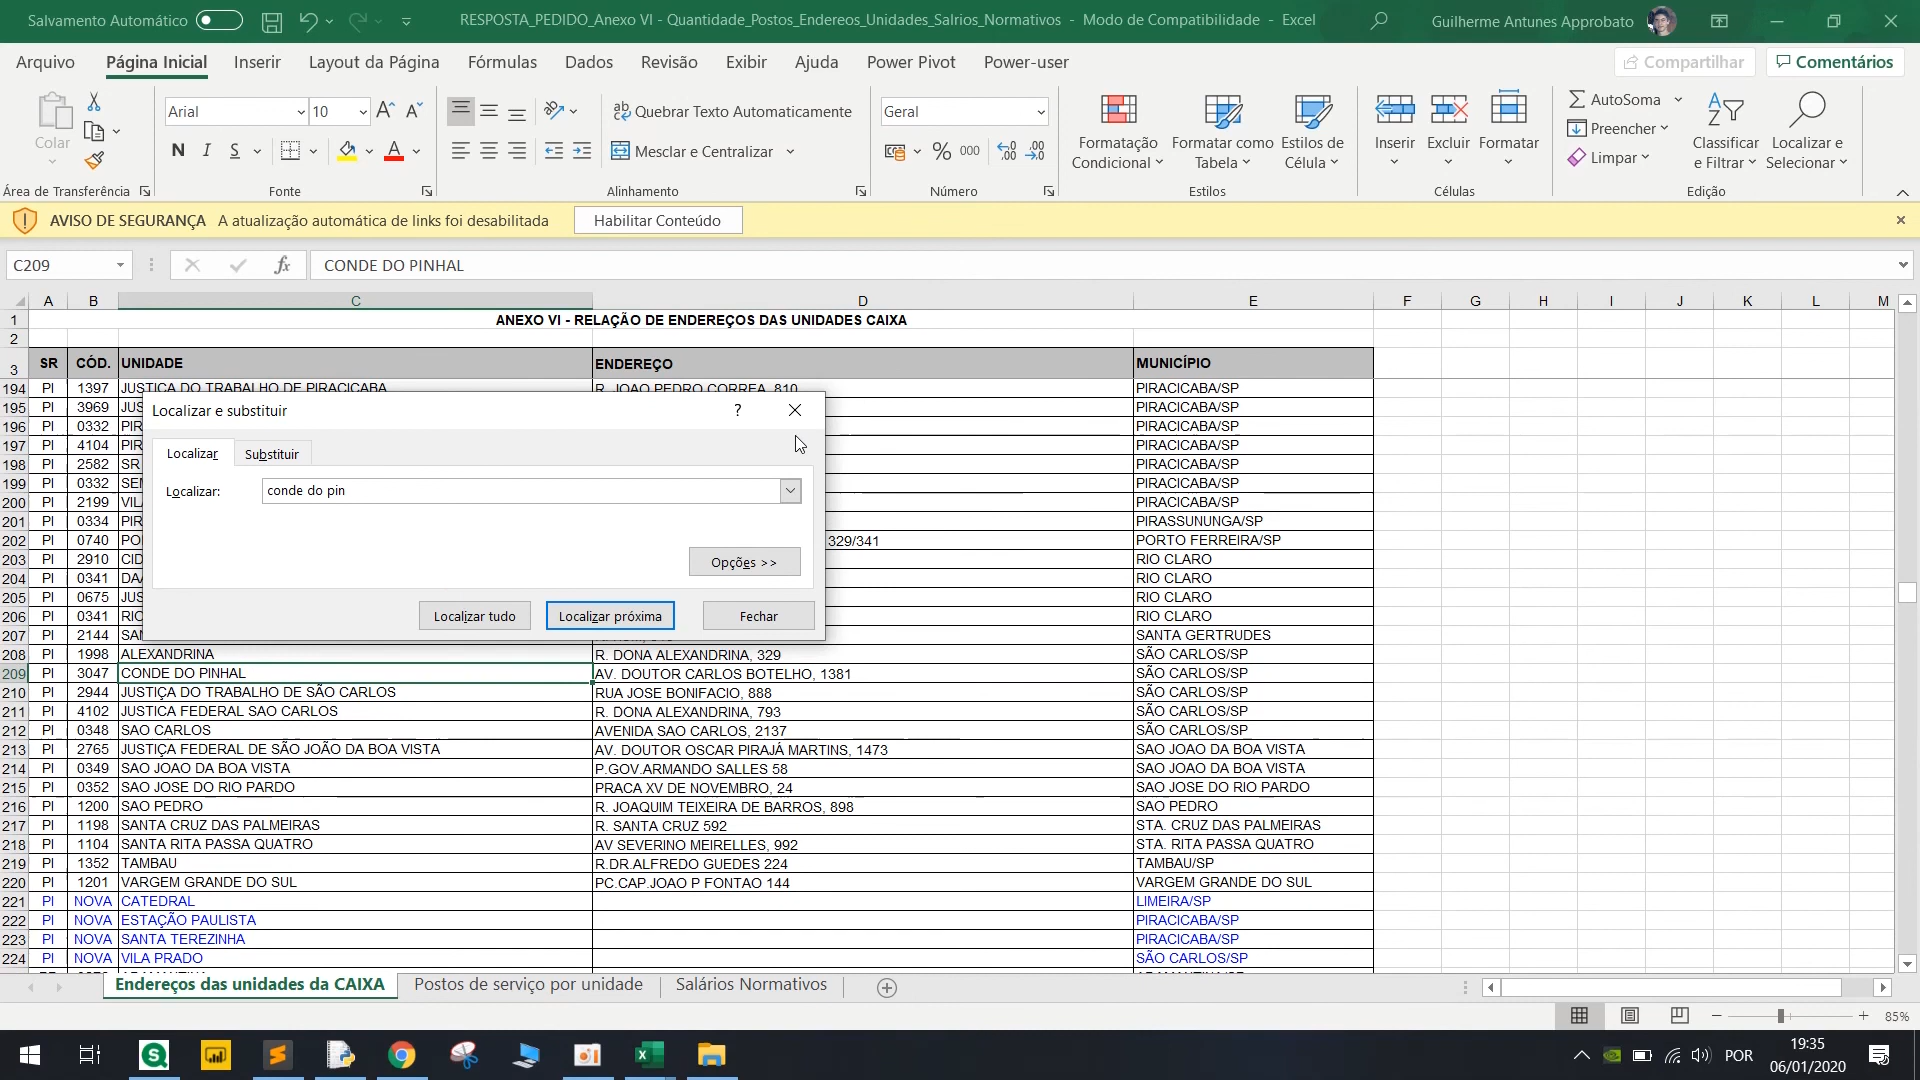 Salvamento Automático
RESPOSTA_PEDIDO_Anexo VI - Quantidade_Postos_Endereos_Unidades_Salrios_Normativos - Modo de Compatibilidade - Excel
Guilherme Antunes Approbato
Arquivo Página Inicial Inserir Layout da Página Fórmulas Dados Revisão Exibir Ajuda Power Pivot Power-user
Compartilhar Comentários
Colar
Área de Transferência
Arial 10
N I S
Fonte
Quebrar Texto Automaticamente
Mesclar e Centralizar
Alinhamento
Geral
% 000
Número
Formatação Condicional
Formatar como Tabela
Estilos de Célula
Estilos
Inserir Excluir Formatar
Células
AutoSoma
Preencher
Limpar
Classificar e Filtrar
Localizar e Selecionar
Edição
AVISO DE SEGURANÇA A atualização automática de links foi desabilitada Habilitar Conteúdo
C209 fx CONDE DO PINHAL
A B C D E F G H I J K L M
1 ANEXO VI - RELAÇÃO DE ENDEREÇOS DAS UNIDADES CAIXA
2
3 SR CÓD. UNIDADE ENDEREÇO MUNICÍPIO
194 PI 1397 JUSTIÇA DO TRABALHO DE PIRACICABA R. JOAO PEDRO CORREA, 810 PIRACICABA/SP
195 PI 3969 JUS PIRACICABA/SP
196 PI 0332 PIR PIRACICABA/SP
197 PI 4104 PIR PIRACICABA/SP
198 PI 2582 SR PIRACICABA/SP
199 PI 0332 SEN PIRACICABA/SP
200 PI 2199 VIL PIRACICABA/SP
201 PI 0334 PIR PIRASSUNUNGA/SP
202 PI 0740 PO 329/341 PORTO FERREIRA/SP
203 PI 2910 CID RIO CLARO
204 PI 0341 DAA RIO CLARO
205 PI 0675 JUS RIO CLARO
206 PI 0341 RIO RIO CLARO
207 PI 2144 SAN SANTA GERTRUDES
Localizar e substituir ?
Localizar Substituir
Localizar: conde do pin
Opções >>
Localizar tudo Localizar próxima Fechar
208 PI 1998 ALEXANDRINA R. DONA ALEXANDRINA, 329 SÃO CARLOS/SP
209 PI 3047 CONDE DO PINHAL AV. DOUTOR CARLOS BOTELHO, 1381 SÃO CARLOS/SP
210 PI 2944 JUSTIÇA DO TRABALHO DE SÃO CARLOS RUA JOSE BONIFACIO, 888 SÃO CARLOS/SP
211 PI 4102 JUSTICA FEDERAL SAO CARLOS R. DONA ALEXANDRINA, 793 SÃO CARLOS/SP
212 PI 0348 SAO CARLOS AVENIDA SAO CARLOS, 2137 SÃO CARLOS/SP
213 PI 2765 JUSTIÇA FEDERAL DE SÃO JOÃO DA BOA VISTA AV. DOUTOR OSCAR PIRAJÁ MARTINS, 1473 SAO JOAO DA BOA VISTA
214 PI 0349 SAO JOAO DA BOA VISTA P.GOV.ARMANDO SALLES 58 SAO JOAO DA BOA VISTA
215 PI 0352 SAO JOSE DO RIO PARDO PRACA XV DE NOVEMBRO, 24 SAO JOSE DO RIO PARDO
216 PI 1200 SAO PEDRO R. JOAQUIM TEIXEIRA DE BARROS, 898 SAO PEDRO
217 PI 1198 SANTA CRUZ DAS PALMEIRAS R. SANTA CRUZ 592 STA. CRUZ DAS PALMEIRAS
218 PI 1104 SANTA RITA PASSA QUATRO AV SEVERINO MEIRELLES, 992 STA. RITA PASSA QUATRO
219 PI 1352 TAMBAU R.DR.ALFREDO GUEDES 224 TAMBAU/SP
220 PI 1201 VARGEM GRANDE DO SUL PC.CAP.JOAO P FONTAO 144 VARGEM GRANDE DO SUL
221 PI NOVA CATEDRAL LIMEIRA/SP
222 PI NOVA ESTAÇÃO PAULISTA PIRACICABA/SP
223 PI NOVA SANTA TEREZINHA PIRACICABA/SP
224 PI NOVA VILA PRADO SÃO CARLOS/SP
Endereços das unidades da CAIXA Postos de serviço por unidade Salários Normativos
85%
POR 19:35
06/01/2020